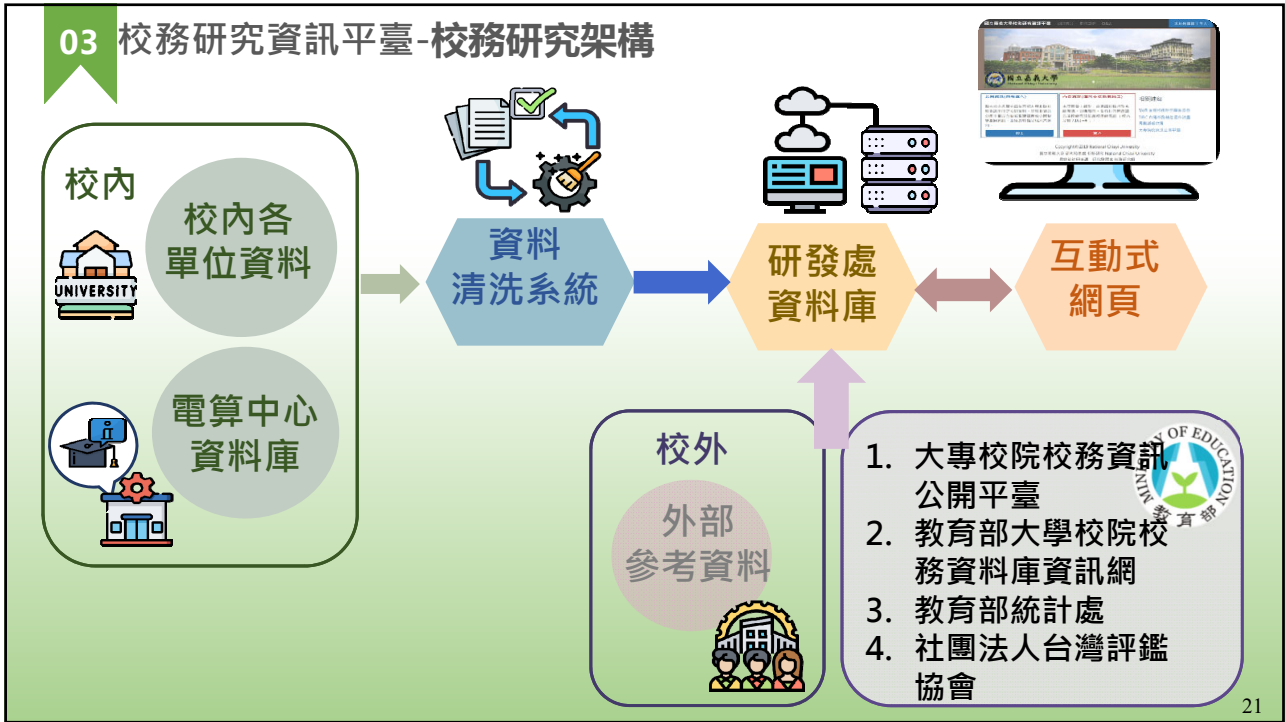 03 校務研究資訊平臺-校務研究架構
校內
校內各
單位資料
UNIVERSITY
電算中心
資料庫
資料
清洗系統
研發處
資料庫
國立嘉義大學
互動式
網頁
校外
外部
參考資料
1. 大專校院校務資訊
公開平臺
2. 教育部大學校院校
務資料庫資訊網
3. 教育部統計處
4. 社團法人台灣評鑑
協會
MINISTRY OF EDUCATION
教育部
21